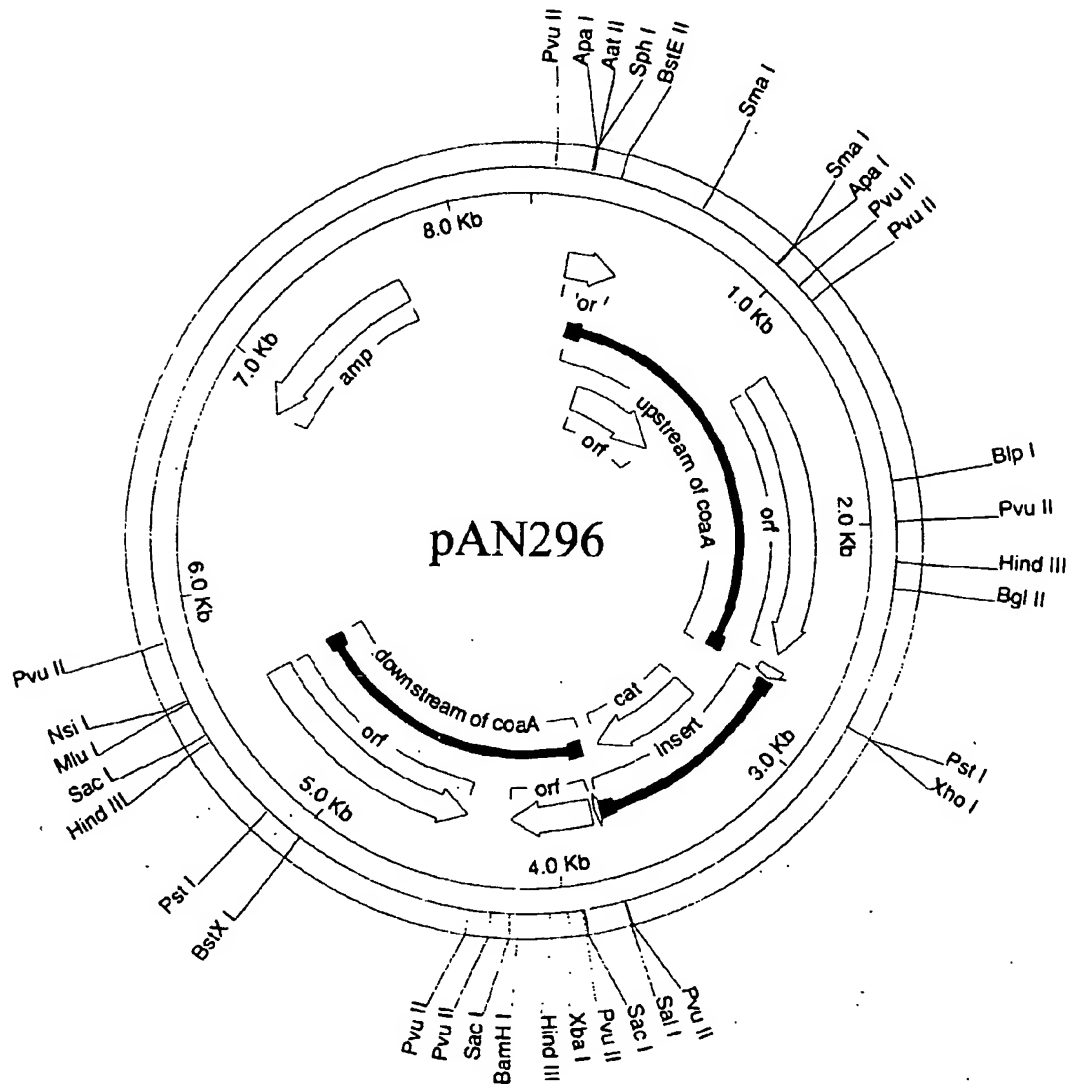 Pvu II
Apa I
Aat II
Sph I
BstE II
Sma I
Sma I
Apa I
Pvu II
Pvu II
Blp I
Pvu II
Hind III
Bgl II
Pst I
Xho I
Pvu II
Sal I
Sac I
Pvu II
Xba I
Hind III
BamH I
Sac I
Pvu II
Pvu II
BstX I
Pst I
Hind III
Sac I
Mlu I
Nsi I
Pvu II
8.0 Kb
1.0 Kb
2.0 Kb
3.0 Kb
4.0 Kb
5.0 Kb
6.0 Kb
7.0 Kb
'or'
upstream of coaA
orf
orf
insert
cat
orf
downstream of coaA
orf
amp
pAN296